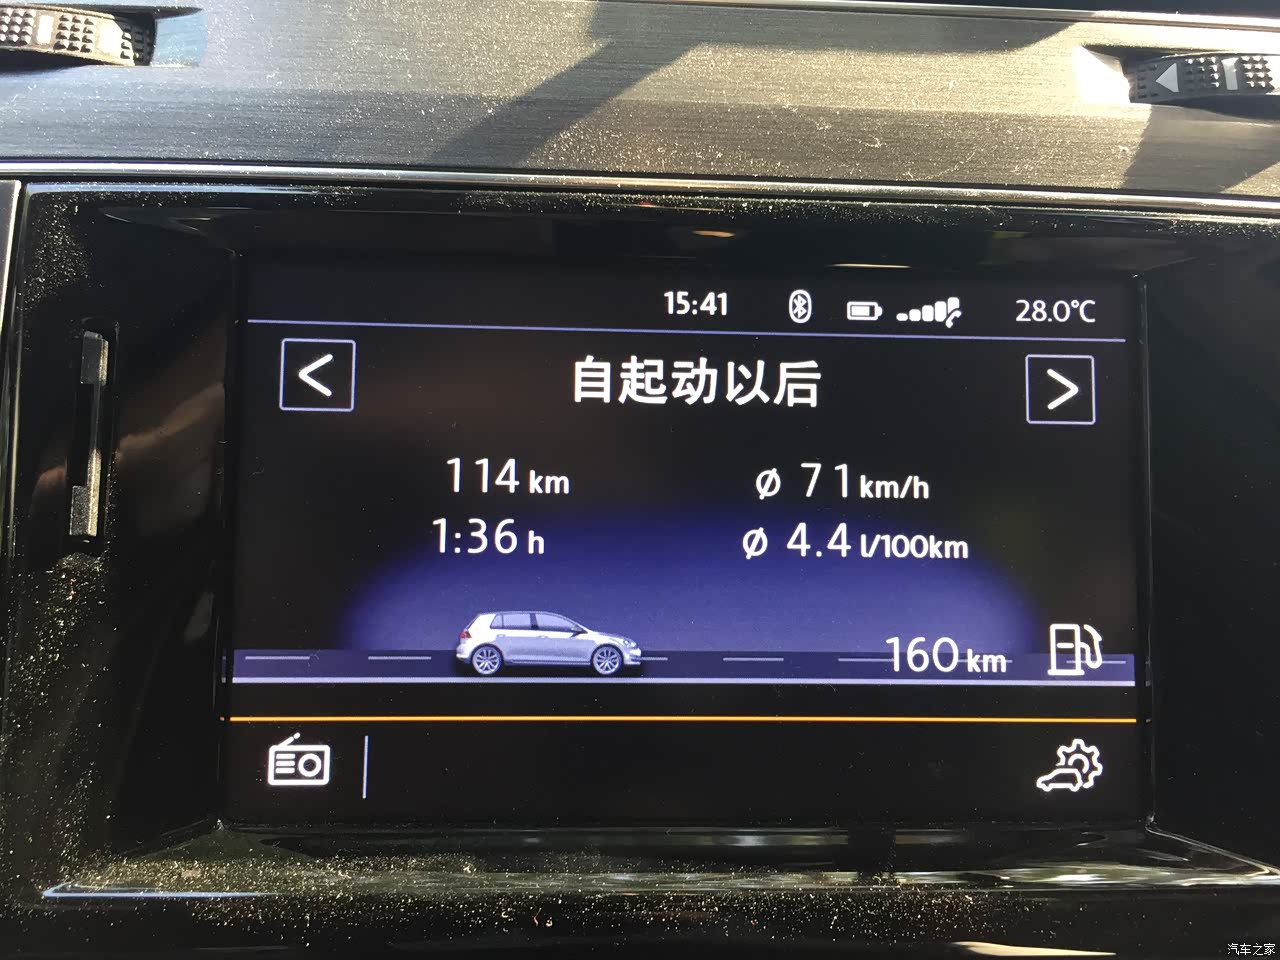 15:41 28.0°C
自起动以后
114 km ø 71 km/h
1:36 h ø 4.4 l/100km
160 km
汽车之家